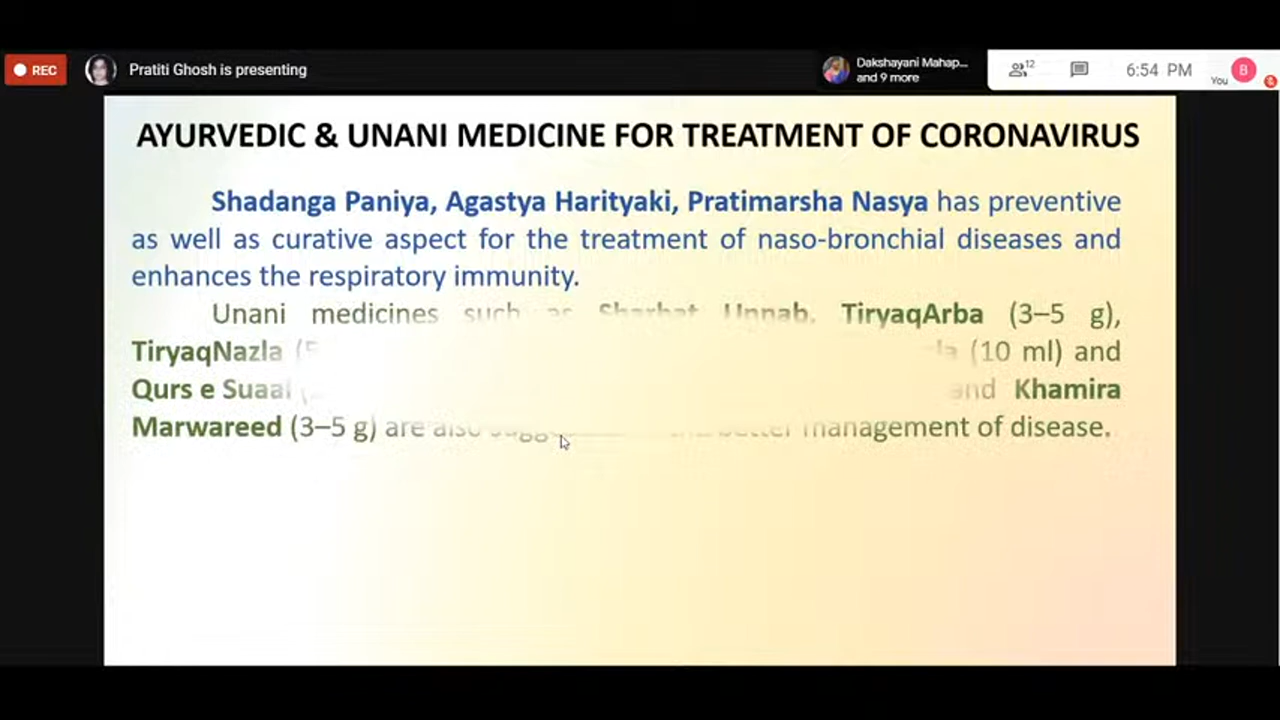 REC
Pratiti Ghosh is presenting
Dakshayani Mahap...
and 9 more
12
You
6:54 PM
B
AYURVEDIC & UNANI MEDICINE FOR TREATMENT OF CORONAVIRUS
Shadanga Paniya, Agastya Harityaki, Pratimarsha Nasya has preventive
as well as curative aspect for the treatment of naso-bronchial diseases and
enhances the respiratory immunity.
Unani medicines such as Sharbat Unnab, TiryaqArba (3–5 g),
TiryaqNazla (10 ml) and
Qurs e Suaal and Khamira
Marwareed (3–5 g) are also better management of disease.